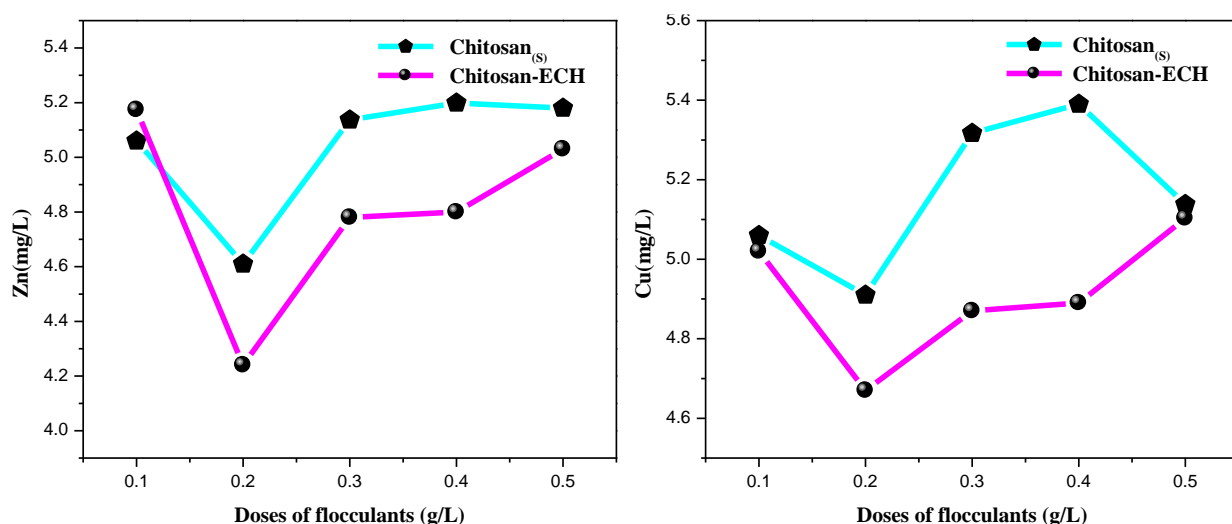 5.4
5.2
5.0
4.8
4.6
4.4
4.2
4.0
Zn(mg/L)
Chitosan(S)
Chitosan-ECH
0.1 0.2 0.3 0.4 0.5
Doses of flocculants (g/L)
5.6
5.4
5.2
5.0
4.8
4.6
Cu(mg/L)
Chitosan(S)
Chitosan-ECH
0.1 0.2 0.3 0.4 0.5
Doses of flocculants (g/L)